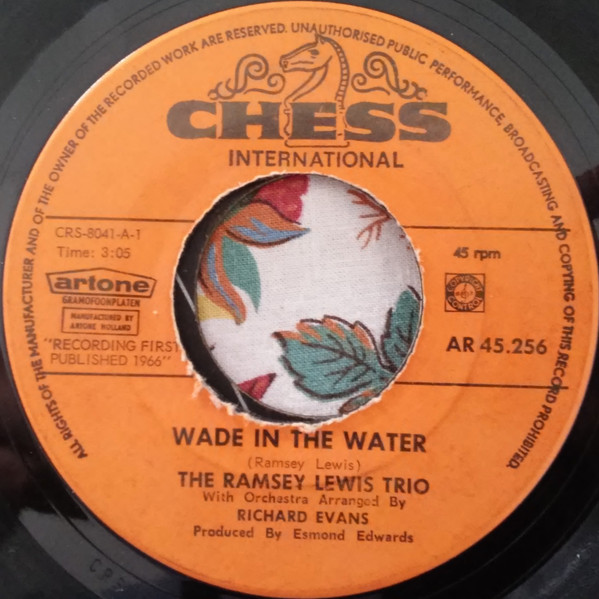 ALL RIGHTS OF THE MANUFACTURER AND OF THE OWNER OF THE RECORDED WORK ARE RESERVED. UNAUTHORISED PUBLIC PERFORMANCE, BROADCASTING AND COPYING OF THIS RECORD PROHIBITED.
CHESS
INTERNATIONAL
CRS-8041-A-1
Time: 3:05
45 rpm
artone
GRAMOFOONPLATEN
MANUFACTURED BY
ARTONE HOLLAND
COPYRIGHT
CONTROL
"RECORDING FIRST
PUBLISHED 1966"
AR 45.256
WADE IN THE WATER
(Ramsey Lewis)
THE RAMSEY LEWIS TRIO
With Orchestra Arranged By
RICHARD EVANS
Produced By Esmond Edwards